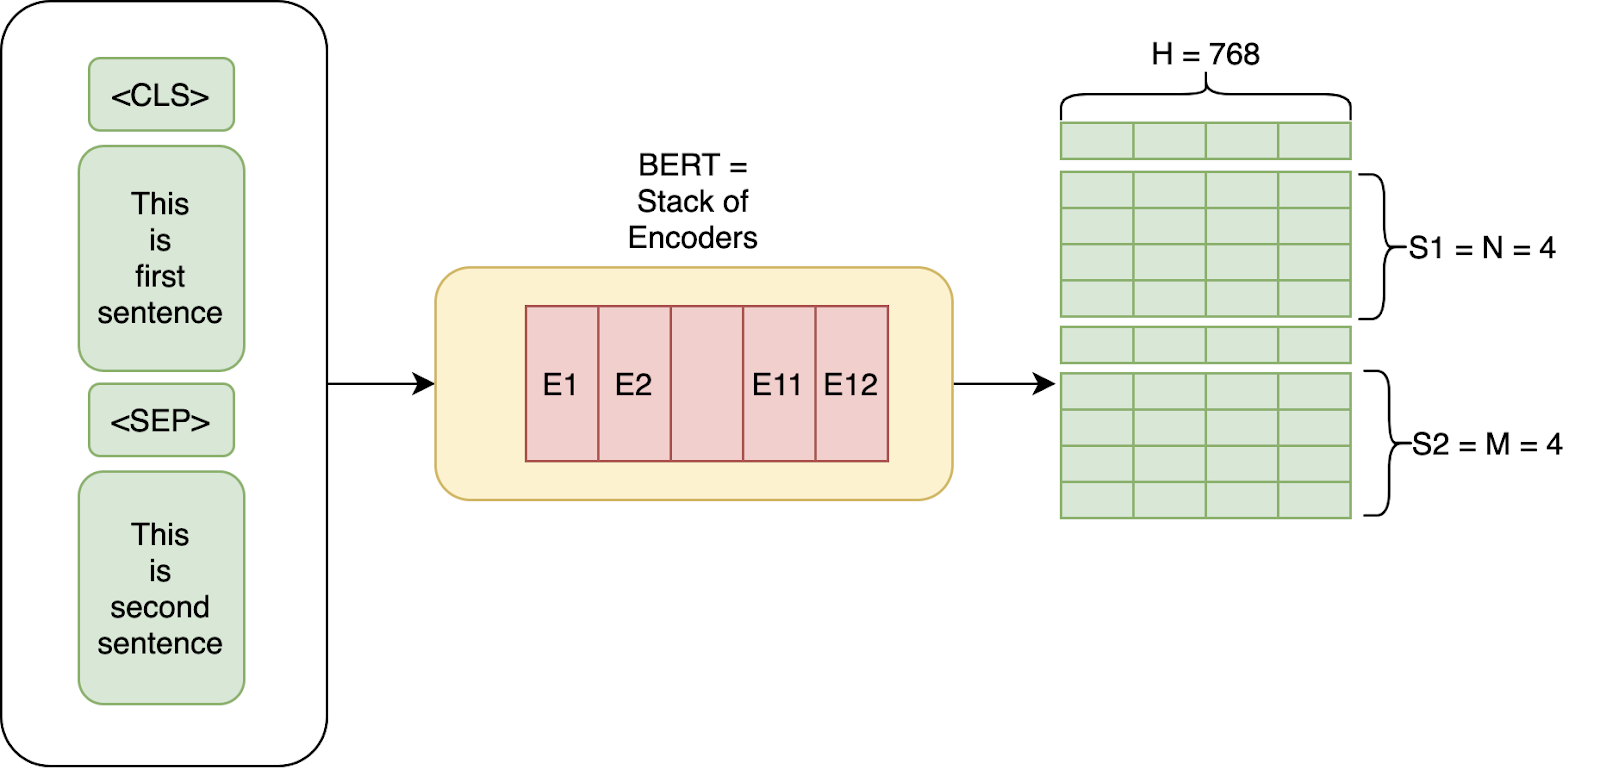 <CLS>
This
is
first
sentence
<SEP>
This
is
second
sentence
BERT =
Stack of
Encoders
E1
E2
E11
E12
H = 768
S1 = N = 4
S2 = M = 4